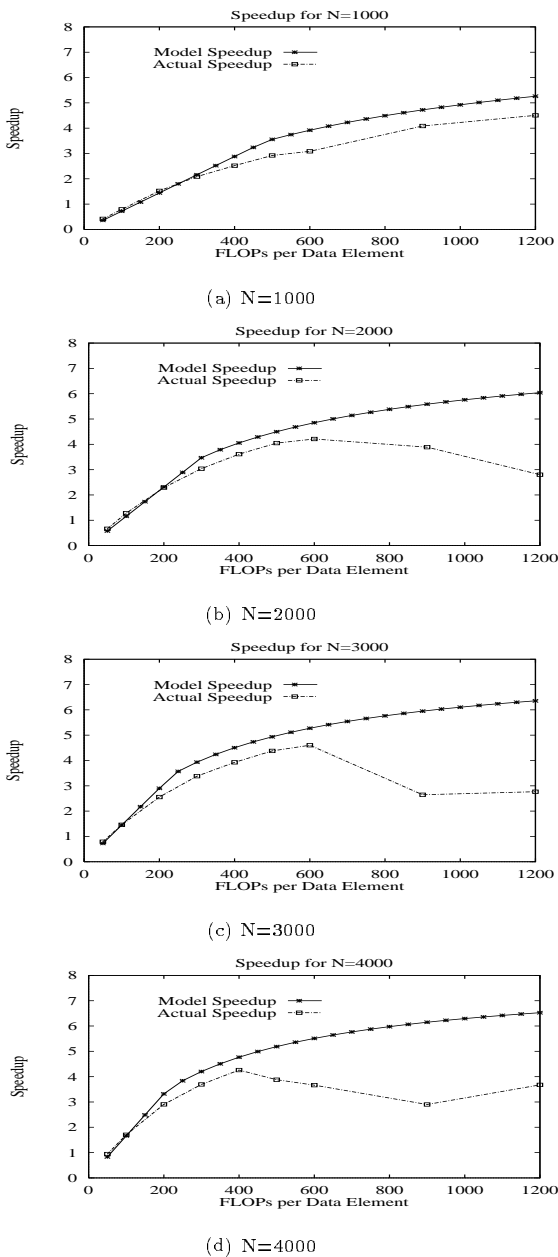 Speedup for N=1000
8
7
6
5
4
3
2
1
0
Speedup
Model Speedup
Actual Speedup
0 200 400 600 800 1000 1200
FLOPs per Data Element
(a) N=1000
Speedup for N=2000
8
7
6
5
4
3
2
1
0
Speedup
Model Speedup
Actual Speedup
0 200 400 600 800 1000 1200
FLOPs per Data Element
(b) N=2000
Speedup for N=3000
8
7
6
5
4
3
2
1
0
Speedup
Model Speedup
Actual Speedup
0 200 400 600 800 1000 1200
FLOPs per Data Element
(c) N=3000
Speedup for N=4000
8
7
6
5
4
3
2
1
0
Speedup
Model Speedup
Actual Speedup
0 200 400 600 800 1000 1200
FLOPs per Data Element
(d) N=4000